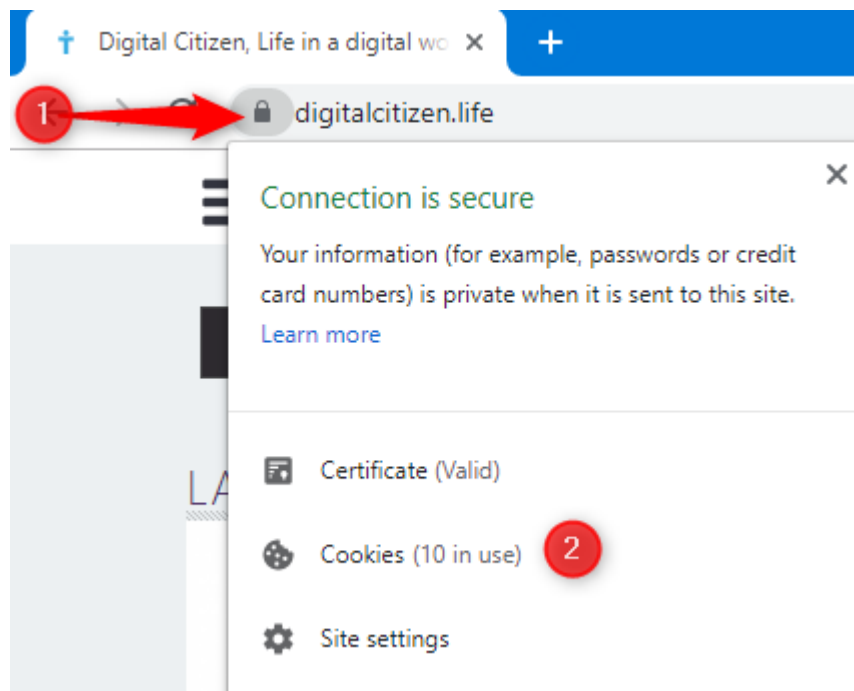 Digital Citizen, Life in a digital wo
1
digitalcitizen.life
Connection is secure
Your information (for example, passwords or credit
card numbers) is private when it is sent to this site.
Learn more
LA
Certificate (Valid)
Cookies (10 in use)
2
Site settings